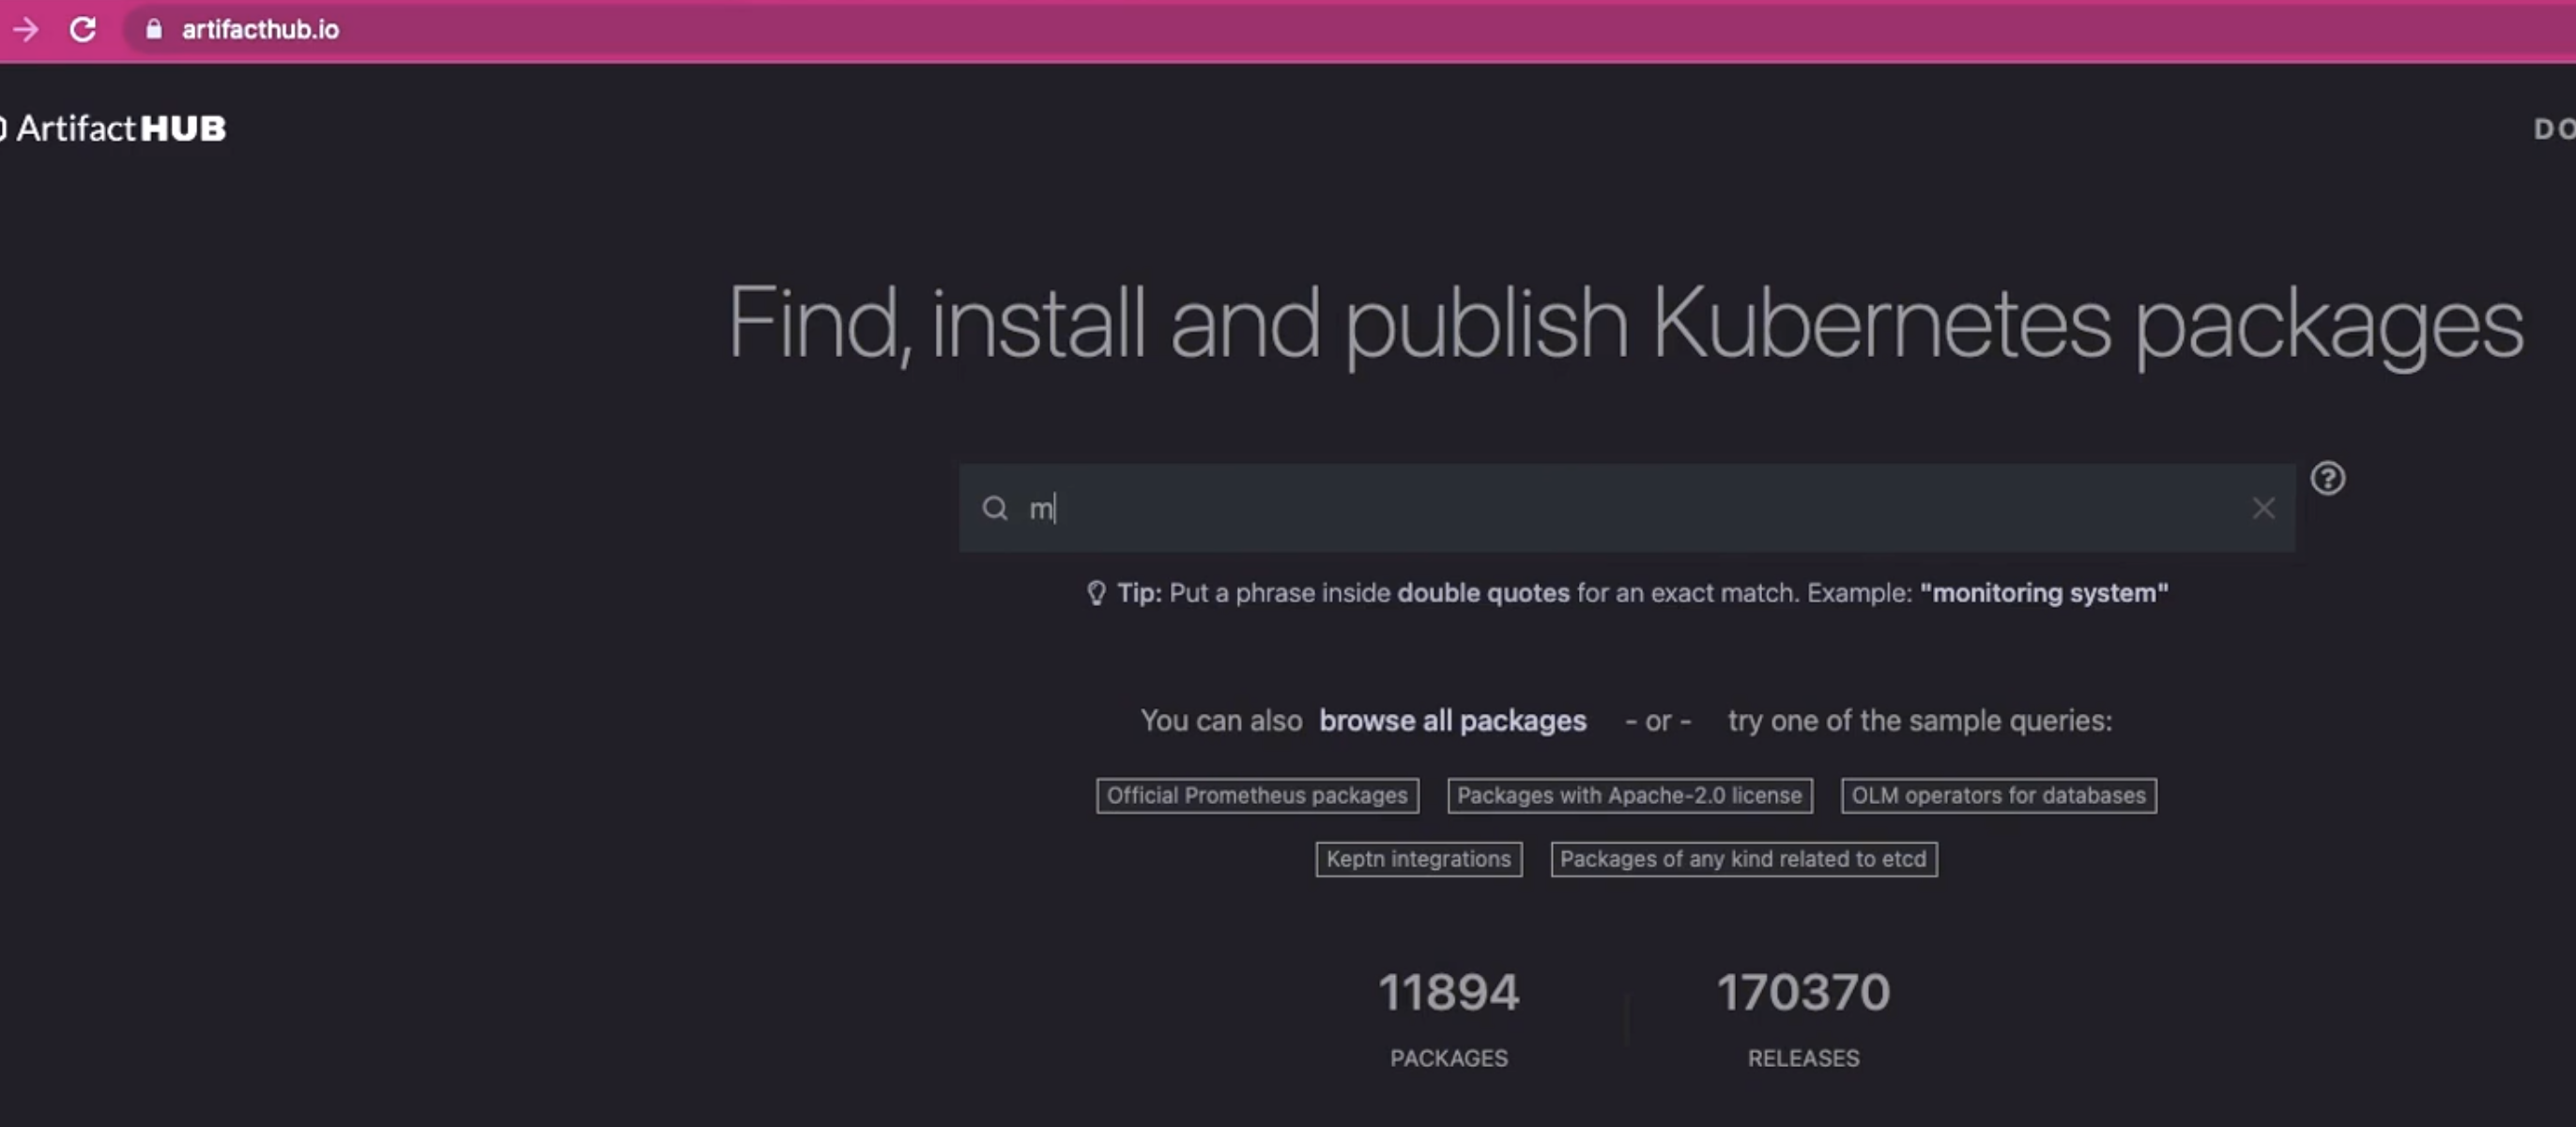 artifacthub.io
ArtifactHUB
DO
Find, install and publish Kubernetes packages
m
Tip: Put a phrase inside double quotes for an exact match. Example: "monitoring system"
You can also browse all packages - or - try one of the sample queries:
Official Prometheus packages Packages with Apache-2.0 license OLM operators for databases
Keptn integrations Packages of any kind related to etcd
11894 170370
PACKAGES RELEASES